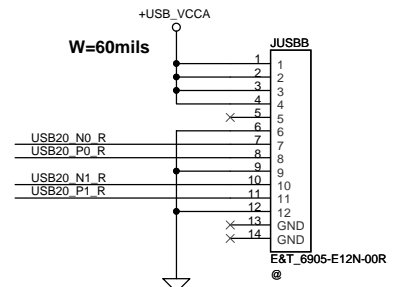 +USB_VCCA
W=60mils
JUSBB
1 1
2 2
3 3
4 4
5 5
6 6
USB20_N0_R 7 7
USB20_P0_R 8 8
9 9
USB20_N1_R 10 10
USB20_P1_R 11 11
12 12
13 GND
14 GND
E&T_6905-E12N-00R
@